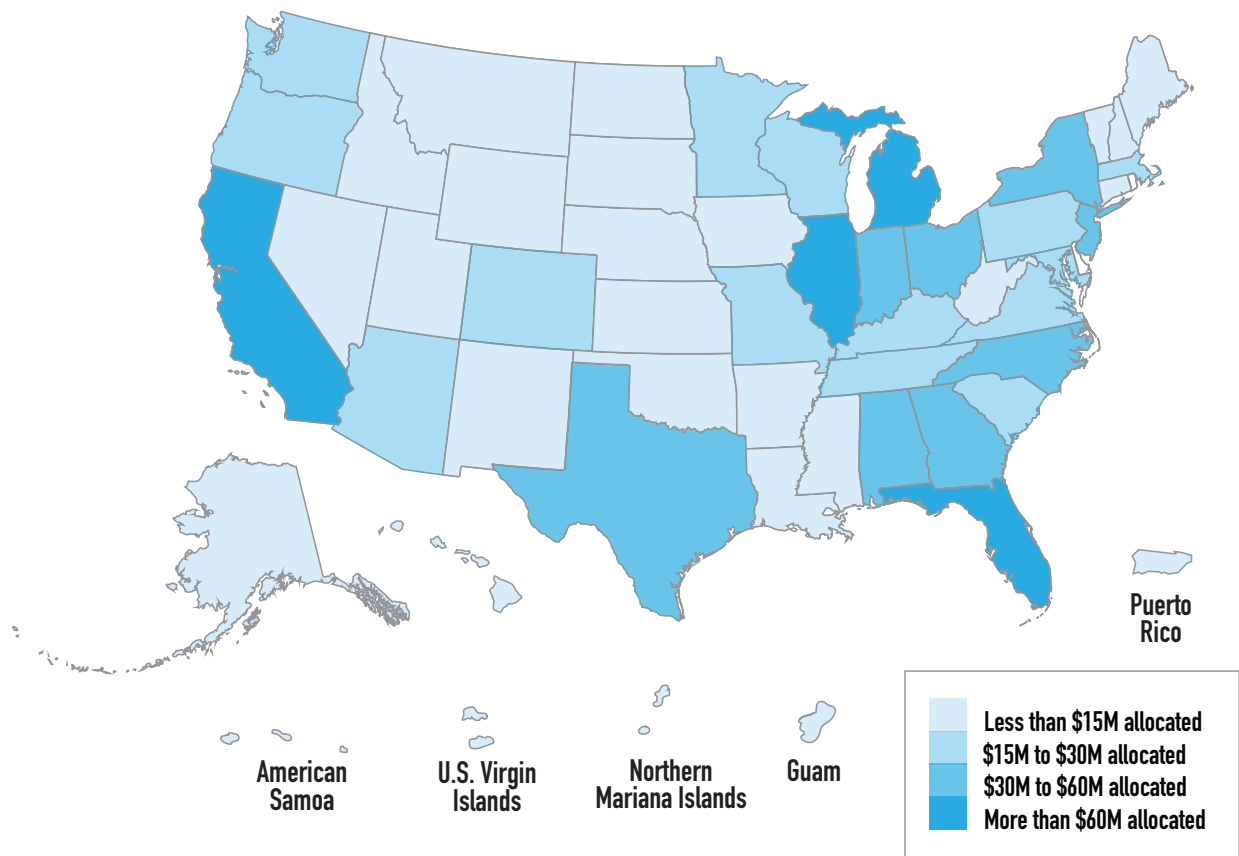 Puerto
Rico
American
Samoa
U.S. Virgin
Islands
Northern
Mariana Islands
Guam
Less than $15M allocated
$15M to $30M allocated
$30M to $60M allocated
More than $60M allocated